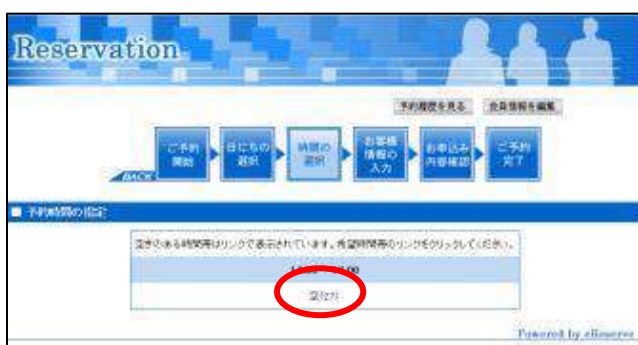 Reservation
予約履歴を見る 会員情報を編集
ご予約開始 日にちの選択 時間の選択 お客様情報の入力 お申込み内容確認 ご予約完了
BACK
予約時間の指定
空きのある時間帯はリンクで表示されています。希望時間帯のリンクをクリックしてください。
Powered by eReserve